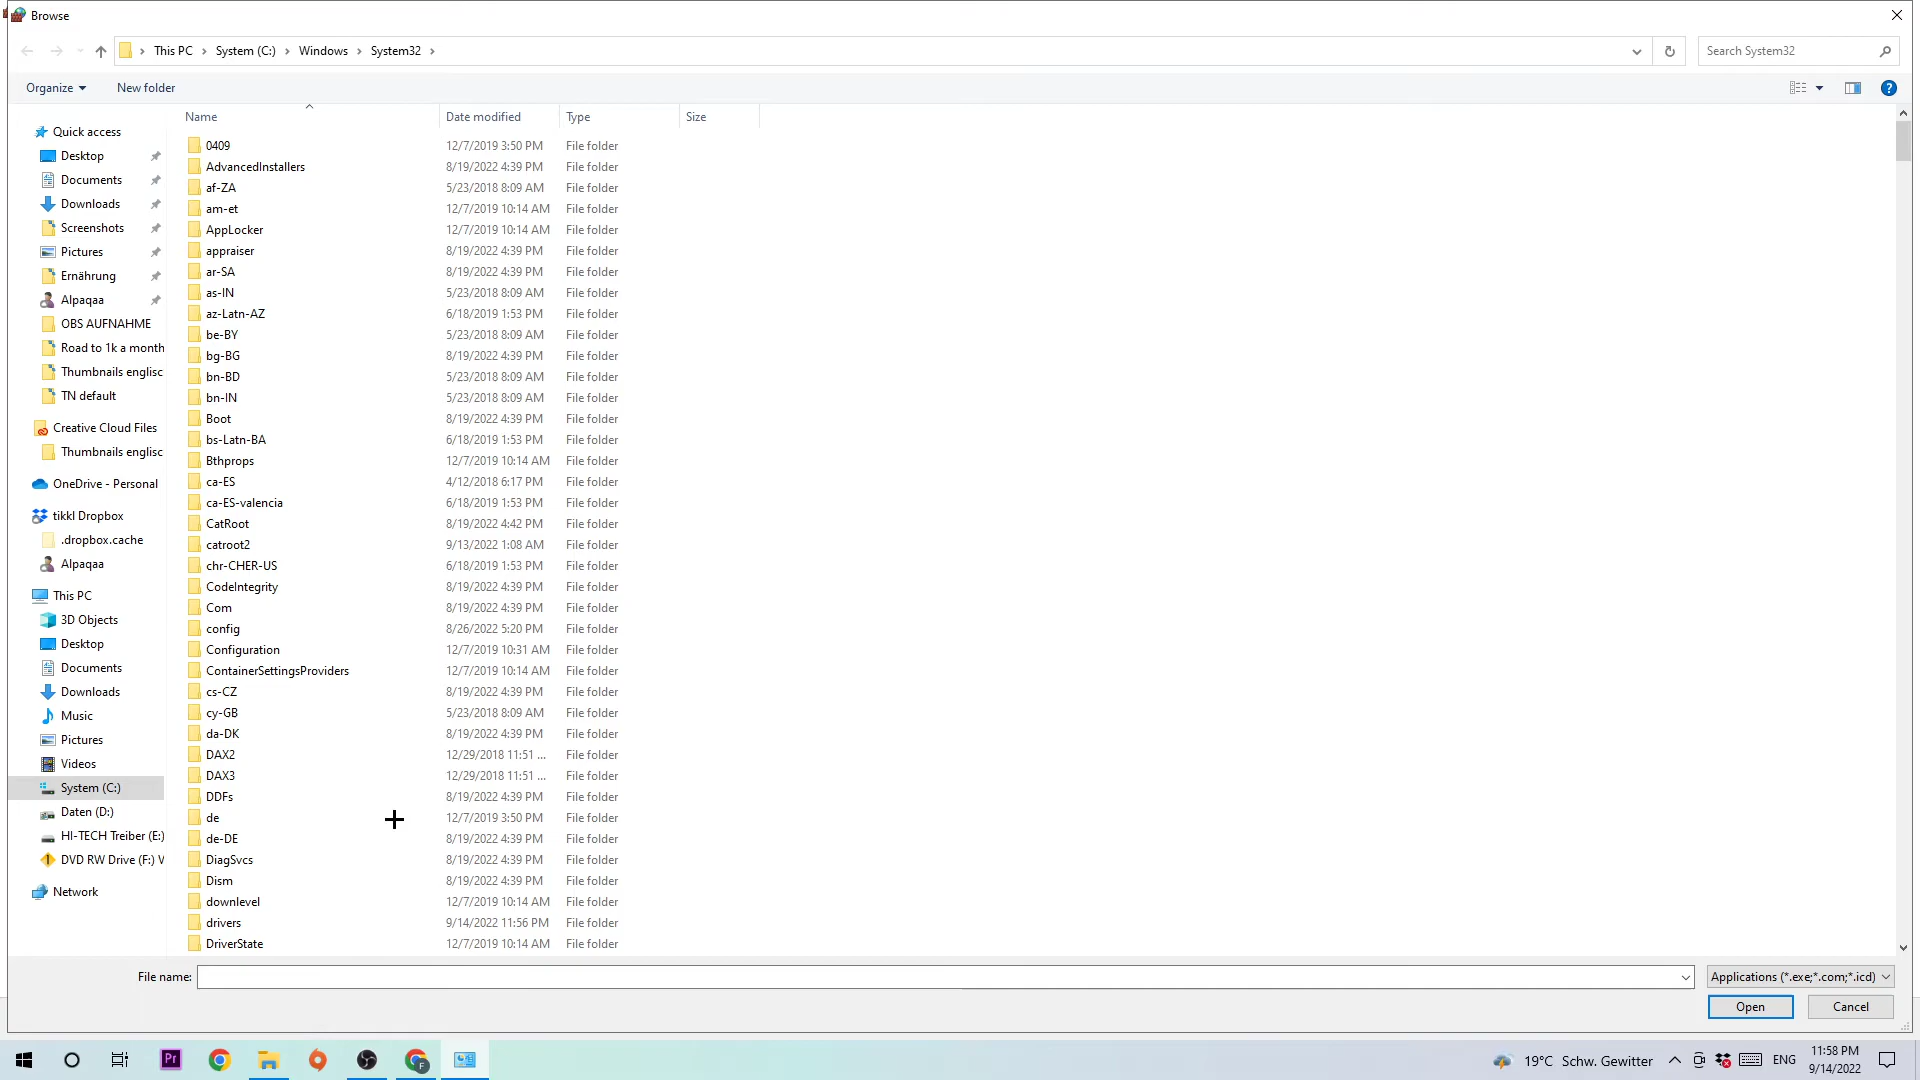 Browse
This PC System (C:) Windows System32
Search System32
Organize New folder
Name Date modified Type Size
Quick access
Desktop
Documents
Downloads
Screenshots
Pictures
Ernährung
Alpaqaa
OBS AUFNAHME
Road to 1k a month
Thumbnails englisc
TN default
Creative Cloud Files
Thumbnails englisc
OneDrive - Personal
tikkl Dropbox
.dropbox.cache
Alpaqaa
This PC
3D Objects
Desktop
Documents
Downloads
Music
Pictures
Videos
System (C:)
Daten (D:)
HI-TECH Treiber (E:)
DVD RW Drive (F:) V
Network
0409 12/7/2019 3:50 PM File folder
AdvancedInstallers 8/19/2022 4:39 PM File folder
af-ZA 5/23/2018 8:09 AM File folder
am-et 12/7/2019 10:14 AM File folder
AppLocker 12/7/2019 10:14 AM File folder
appraiser 8/19/2022 4:39 PM File folder
ar-SA 8/19/2022 4:39 PM File folder
as-IN 5/23/2018 8:09 AM File folder
az-Latn-AZ 6/18/2019 1:53 PM File folder
be-BY 5/23/2018 8:09 AM File folder
bg-BG 8/19/2022 4:39 PM File folder
bn-BD 5/23/2018 8:09 AM File folder
bn-IN 5/23/2018 8:09 AM File folder
Boot 8/19/2022 4:39 PM File folder
bs-Latn-BA 6/18/2019 1:53 PM File folder
Bthprops 12/7/2019 10:14 AM File folder
ca-ES 4/12/2018 6:17 PM File folder
ca-ES-valencia 6/18/2019 1:53 PM File folder
CatRoot 8/19/2022 4:42 PM File folder
catroot2 9/13/2022 1:08 AM File folder
chr-CHER-US 6/18/2019 1:53 PM File folder
CodeIntegrity 8/19/2022 4:39 PM File folder
Com 8/19/2022 4:39 PM File folder
config 8/26/2022 5:20 PM File folder
Configuration 12/7/2019 10:31 AM File folder
ContainerSettingsProviders 12/7/2019 10:14 AM File folder
cs-CZ 8/19/2022 4:39 PM File folder
cy-GB 5/23/2018 8:09 AM File folder
da-DK 8/19/2022 4:39 PM File folder
DAX2 12/29/2018 11:51 ... File folder
DAX3 12/29/2018 11:51 ... File folder
DDFs 8/19/2022 4:39 PM File folder
de 12/7/2019 3:50 PM File folder
de-DE 8/19/2022 4:39 PM File folder
DiagSvcs 8/19/2022 4:39 PM File folder
Dism 8/19/2022 4:39 PM File folder
downlevel 12/7/2019 10:14 AM File folder
drivers 9/14/2022 11:56 PM File folder
DriverState 12/7/2019 10:14 AM File folder
File name: Applications (*.exe;*.com;*.icd)
Open Cancel
Pr
19°C Schw. Gewitter ENG 11:58 PM
9/14/2022